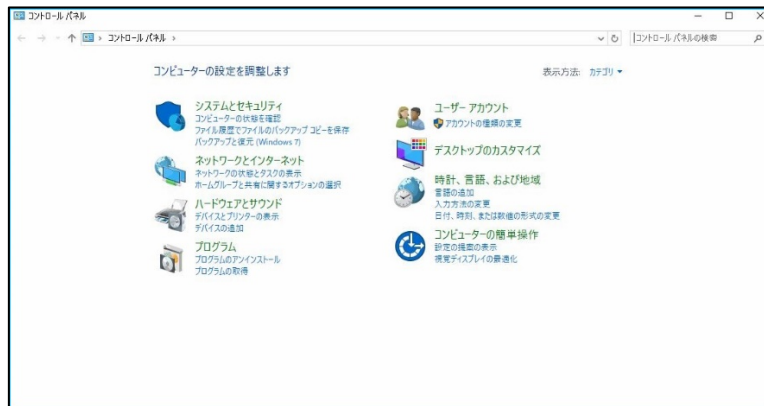 コントロール パネル
コントロール パネル
コントロール パネルの検索
コンピューターの設定を調整します
表示方法: カテゴリ
システムとセキュリティ
コンピューターの状態を確認
ファイル履歴でファイルのバックアップ コピーを保存
バックアップと復元 (Windows 7)
ネットワークとインターネット
ネットワークの状態とタスクの表示
ホームグループと共有に関するオプションの選択
ハードウェアとサウンド
デバイスとプリンターの表示
デバイスの追加
プログラム
プログラムのアンインストール
プログラムの取得
ユーザー アカウント
アカウントの種類の変更
デスクトップのカスタマイズ
時計、言語、および地域
言語の追加
入力方法の変更
日付、時刻、または数値の形式の変更
コンピューターの簡単操作
設定の提案の表示
視覚ディスプレイの最適化